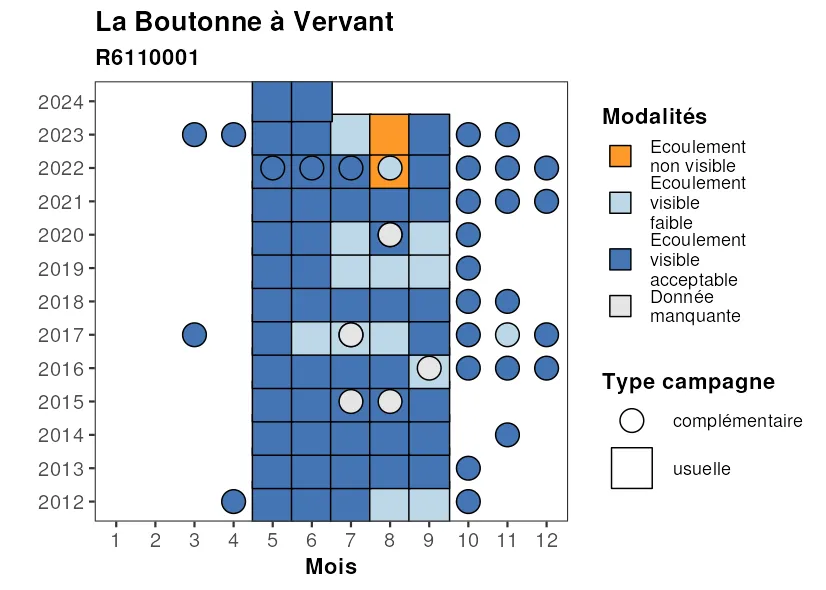 La Boutonne à Vervant
R6110001
2024
2023
2022
2021
2020
2019
2018
2017
2016
2015
2014
2013
2012
1 2 3 4 5 6 7 8 9 10 11 12
Mois
Modalités
Ecoulement
non visible
Ecoulement
visible
faible
Ecoulement
visible
acceptable
Donnée
manquante
Type campagne
complémentaire
usuelle